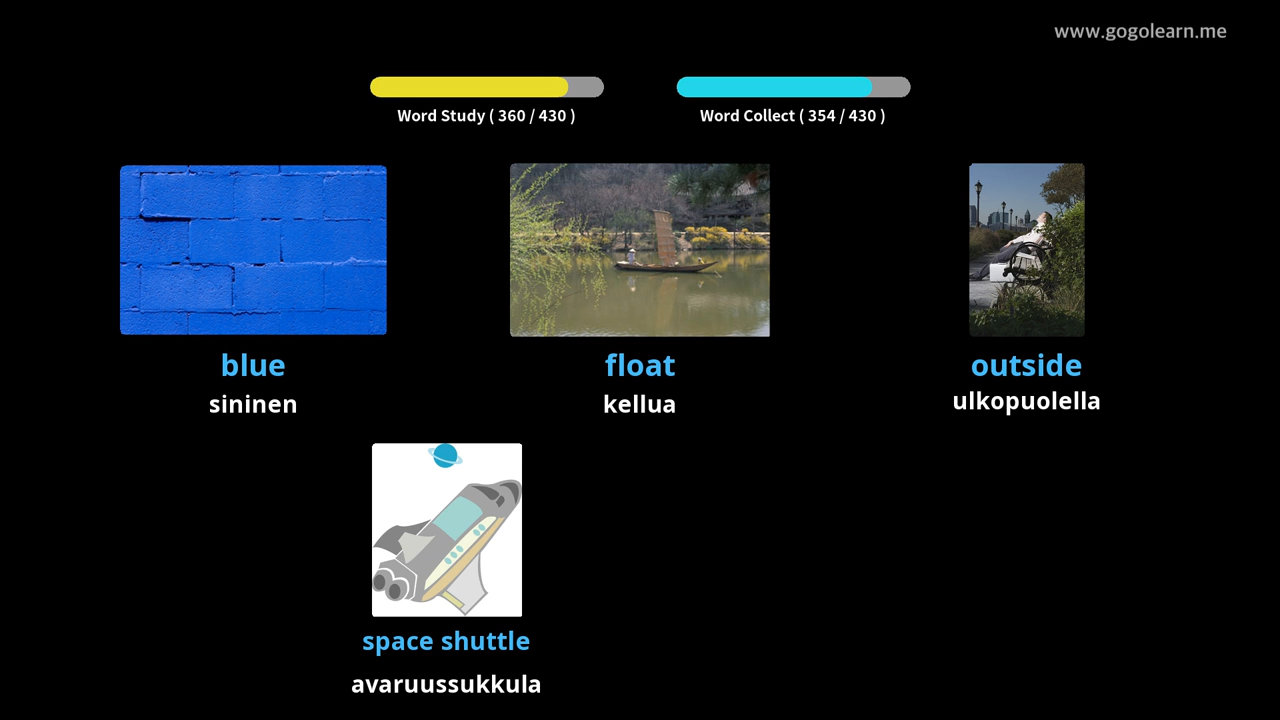 www.gogolearn.me
Word Study ( 360 / 430 )
Word Collect ( 354 / 430 )
blue
sininen
float
kellua
outside
ulkopuolella
space shuttle
avaruussukkula